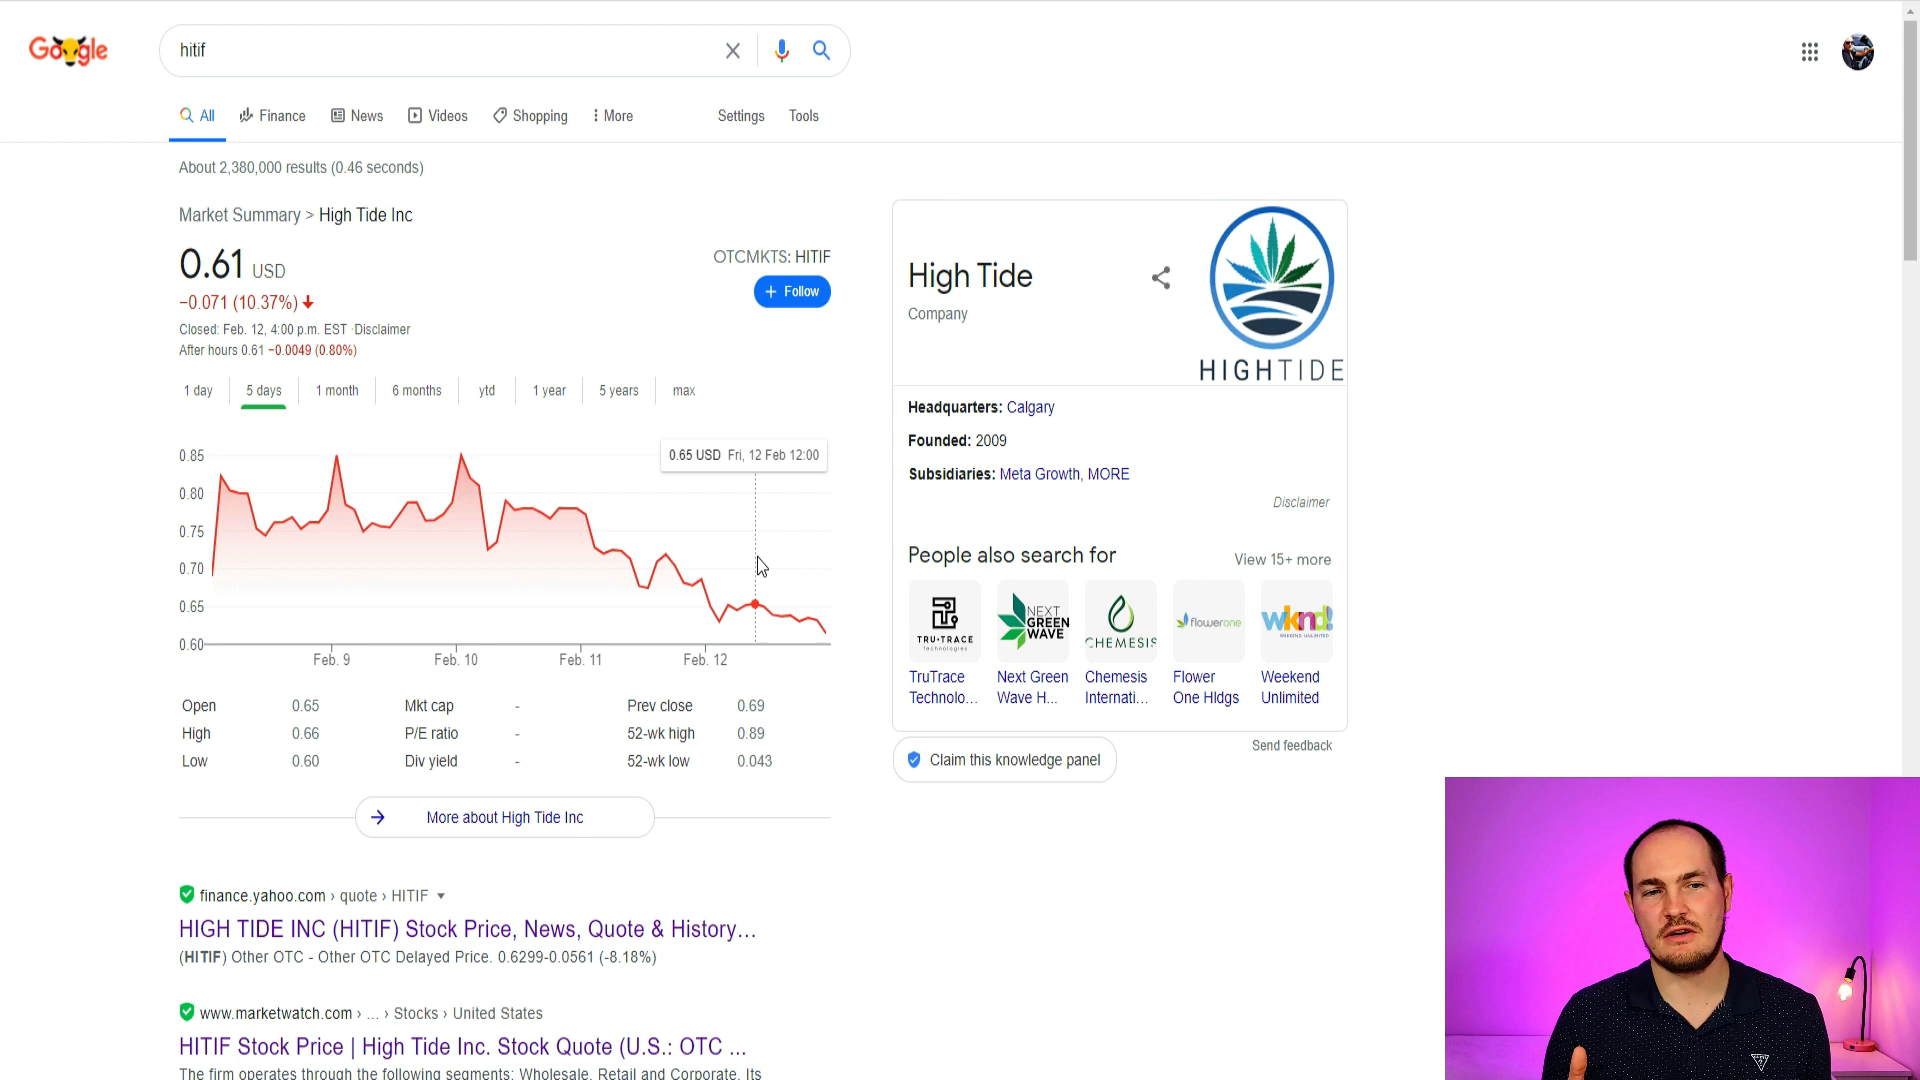 Google
hitif
All
Finance
News
Videos
Shopping
More
Settings
Tools
About 2,380,000 results (0.46 seconds)
Market Summary > High Tide Inc
0.61 USD
OTCMKTS: HITIF
−0.071 (10.37%)
+ Follow
Closed: Feb. 12, 4:00 p.m. EST · Disclaimer
After hours 0.61 −0.0049 (0.80%)
1 day
5 days
1 month
6 months
ytd
1 year
5 years
max
0.65 USD Fri, 12 Feb 12:00
0.85
0.80
0.75
0.70
0.65
0.60
Feb. 9
Feb. 10
Feb. 11
Feb. 12
Open 0.65 Mkt cap - Prev close 0.69
High 0.66 P/E ratio - 52-wk high 0.89
Low 0.60 Div yield - 52-wk low 0.043
More about High Tide Inc
finance.yahoo.com › quote › HITIF
HIGH TIDE INC (HITIF) Stock Price, News, Quote & History...
(HITIF) Other OTC - Other OTC Delayed Price. 0.6299-0.0561 (-8.18%)
www.marketwatch.com › ... › Stocks › United States
HITIF Stock Price | High Tide Inc. Stock Quote (U.S.: OTC ...
The firm operates through the following segments: Wholesale, Retail and Corporate. Its
High Tide
Company
HIGHTIDE
Headquarters: Calgary
Founded: 2009
Subsidiaries: Meta Growth, MORE
Disclaimer
People also search for
View 15+ more
TRU·TRACE
technologies
NEXT
GREEN
WAVE
CHEMESIS
flowerone
wknd!
WEEKEND UNLIMITED
TruTrace
Technolo...
Next Green
Wave H...
Chemesis
Internati...
Flower
One Hldgs
Weekend
Unlimited
Send feedback
Claim this knowledge panel